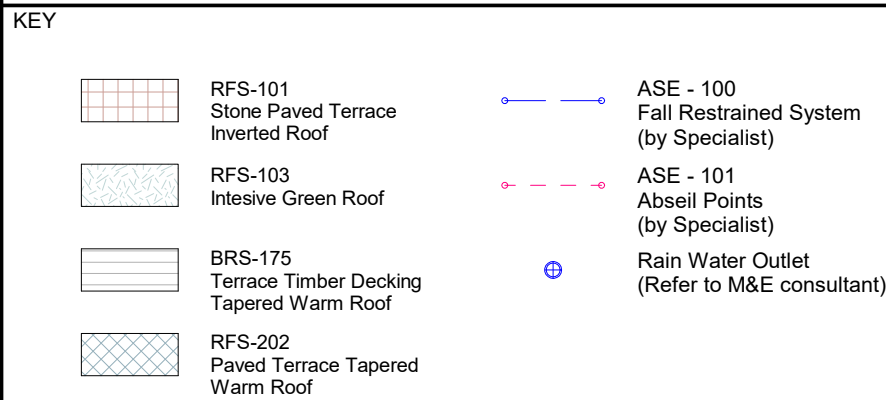 KEY
RFS-101
Stone Paved Terrace
Inverted Roof
RFS-103
Intesive Green Roof
BRS-175
Terrace Timber Decking
Tapered Warm Roof
RFS-202
Paved Terrace Tapered
Warm Roof
ASE - 100
Fall Restrained System
(by Specialist)
ASE - 101
Abseil Points
(by Specialist)
Rain Water Outlet
(Refer to M&E consultant)